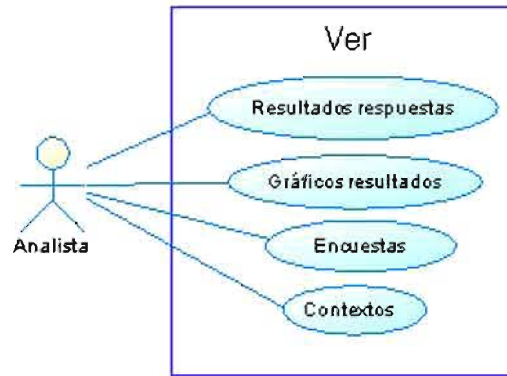 Ver
Resultados respuestas
Gráficos resultados
Encuestas
Contextos
Analista